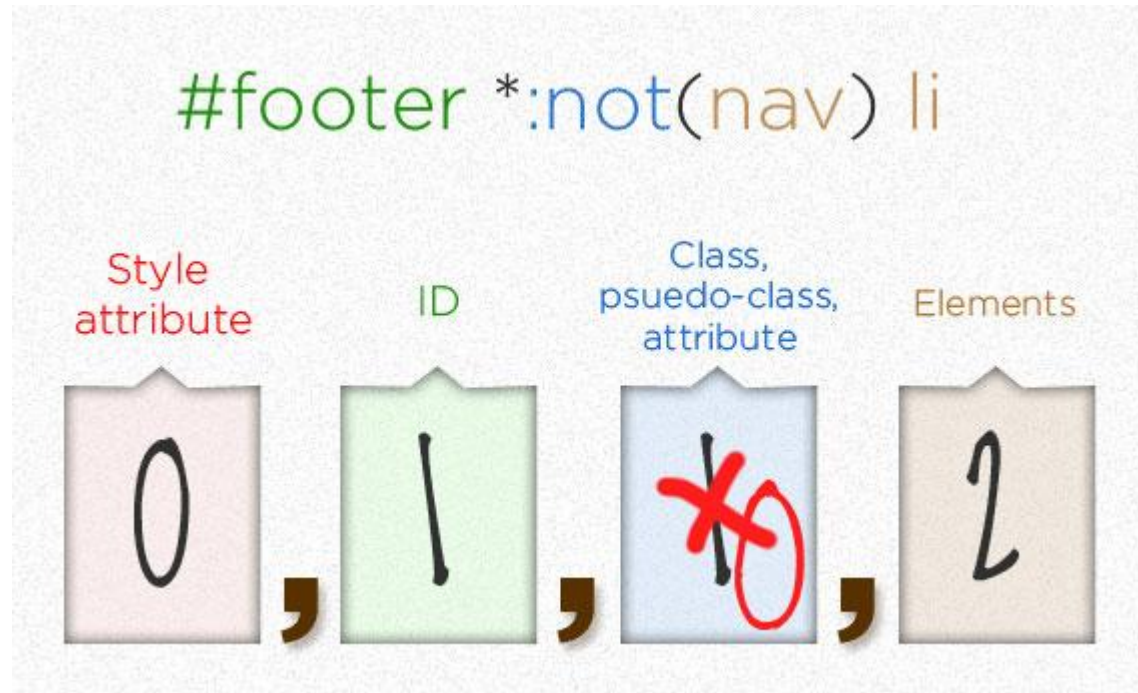 #footer *:not(nav) li
Style
attribute
ID
Class,
psuedo-class,
attribute
Elements
0 , 1 , 1 0 , 2